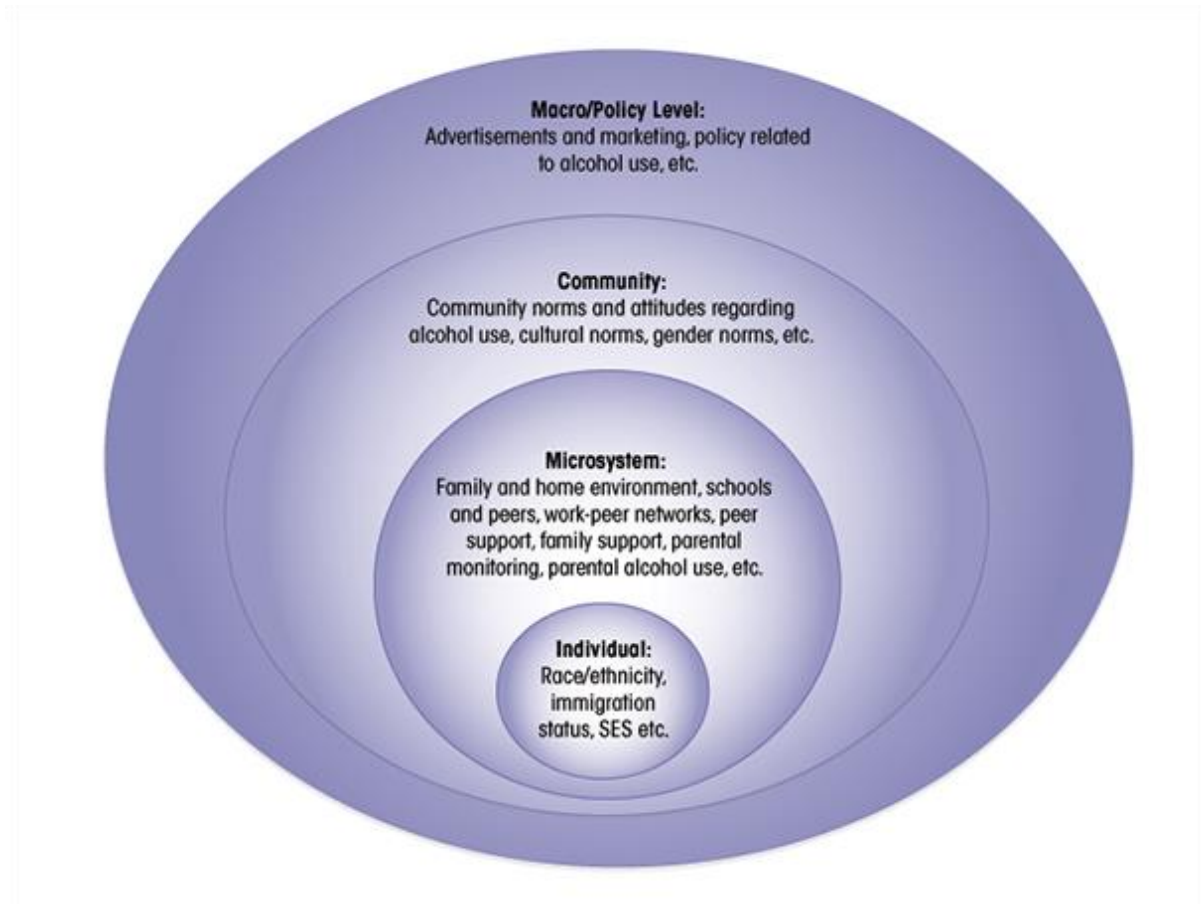 Macro/Policy Level:
Advertisements and marketing, policy related
to alcohol use, etc.
Community:
Community norms and attitudes regarding
alcohol use, cultural norms, gender norms, etc.
Microsystem:
Family and home environment, schools
and peers, work-peer networks, peer
support, family support, parental
monitoring, parental alcohol use, etc.
Individual:
Race/ethnicity,
immigration
status, SES etc.